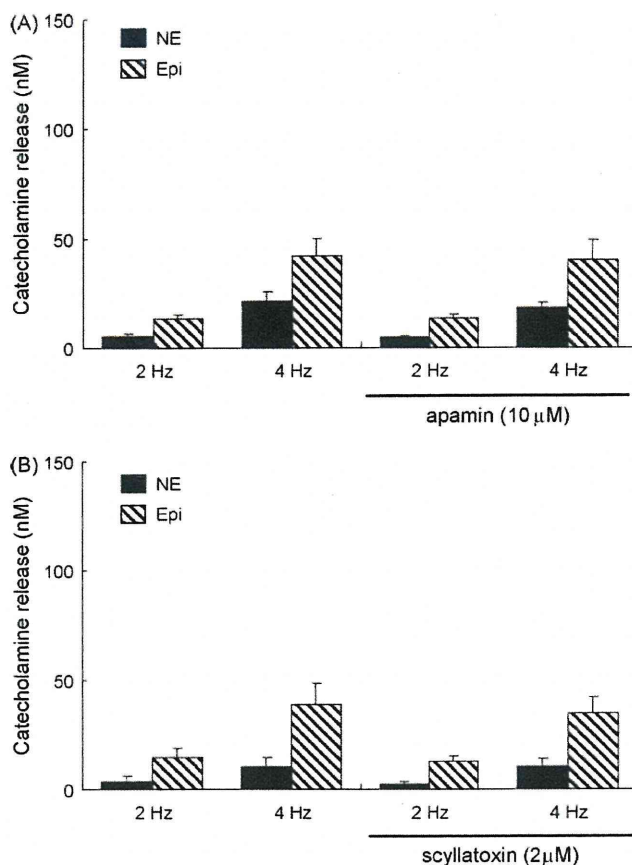 (A)
150
NE
Epi
100
50
0
Catecholamine release (nM)
2 Hz 4 Hz 2 Hz 4 Hz
apamin (10 μM)
(B)
150
NE
Epi
100
50
0
Catecholamine release (nM)
2 Hz 4 Hz 2 Hz 4 Hz
scyllatoxin (2μM)